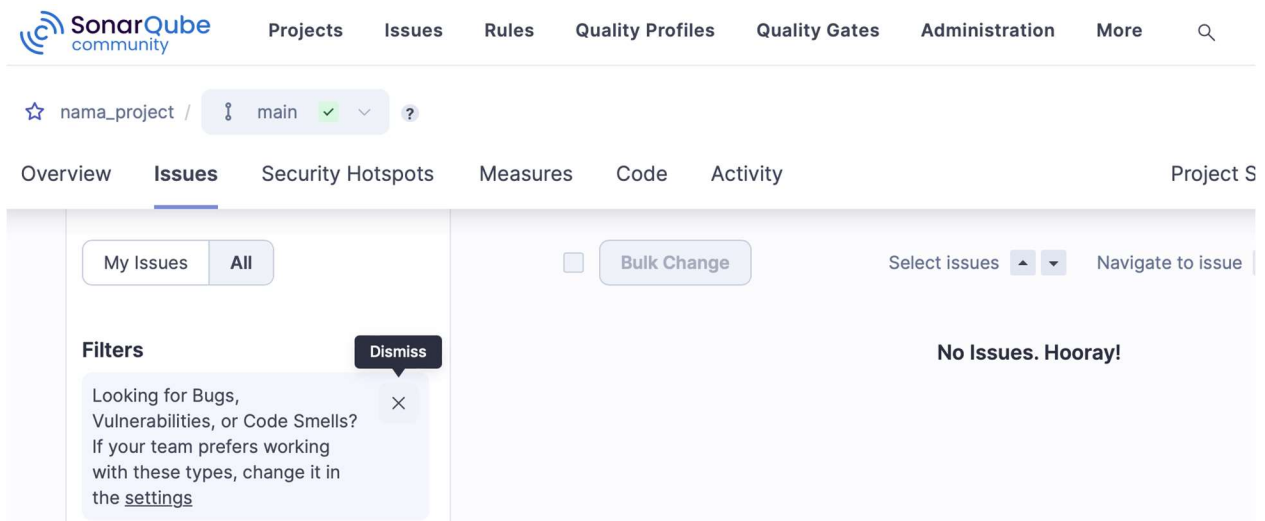 SonarQube
community
Projects Issues Rules Quality Profiles Quality Gates Administration More
nama_project / main ?
Overview Issues Security Hotspots Measures Code Activity Project S
My Issues All
Bulk Change
Select issues
Navigate to issue
Filters
Dismiss
No Issues. Hooray!
Looking for Bugs,
Vulnerabilities, or Code Smells?
If your team prefers working
with these types, change it in
the settings